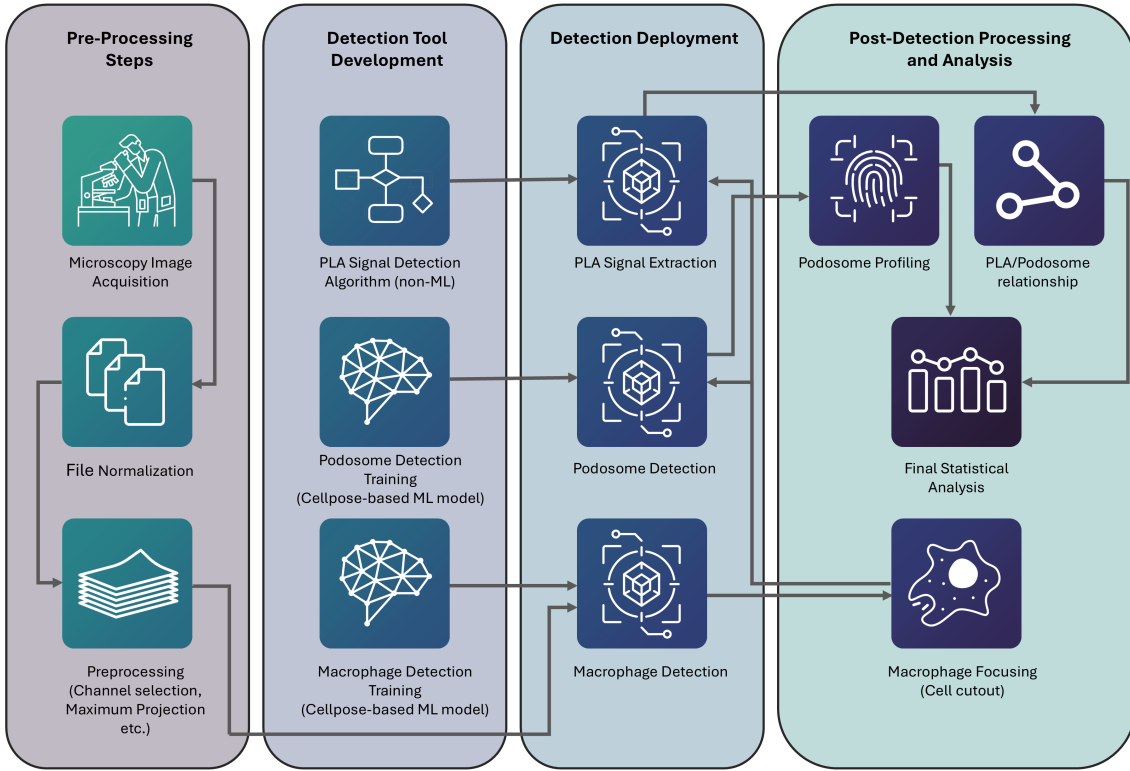 Pre-Processing
Steps
Microscopy Image
Acquisition
File Normalization
Preprocessing
(Channel selection,
Maximum Projection
etc.)
Detection Tool
Development
PLA Signal Detection
Algorithm (non-ML)
Podosome Detection
Training
(Cellpose-based ML model)
Macrophage Detection
Training
(Cellpose-based ML model)
Detection Deployment
PLA Signal Extraction
Podosome Detection
Macrophage Detection
Post-Detection Processing
and Analysis
Podosome Profiling
PLA/Podosome
relationship
Final Statistical
Analysis
Macrophage Focusing
(Cell cutout)